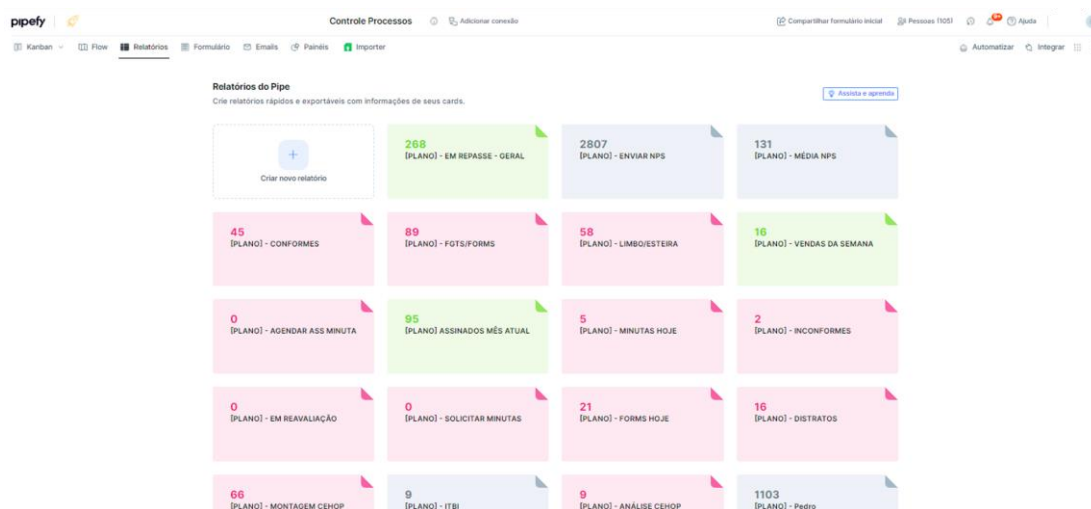 pipefy
Controle Processos
Adicionar conexão
Compartilhar formulário inicial
Pessoas (105)
9+
Ajuda
Kanban
Flow
Relatórios
Formulário
Emails
Painéis
Importer
Automatizar
Integrar
Relatórios do Pipe
Crie relatórios rápidos e exportáveis com informações de seus cards.
Assista e aprenda
Criar novo relatório
268
[PLANO] - EM REPASSE - GERAL
2807
[PLANO] - ENVIAR NPS
131
[PLANO] - MÉDIA NPS
45
[PLANO] - CONFORMES
89
[PLANO] - FGTS/FORMS
58
[PLANO] - LIMBO/ESTEIRA
16
[PLANO] - VENDAS DA SEMANA
0
[PLANO] - AGENDAR ASS MINUTA
95
[PLANO] ASSINADOS MÊS ATUAL
5
[PLANO] - MINUTAS HOJE
2
[PLANO] - INCONFORMES
0
[PLANO] - EM REAVALIAÇÃO
0
[PLANO] - SOLICITAR MINUTAS
21
[PLANO] - FORMS HOJE
16
[PLANO] - DISTRATOS
66
[PLANO] - MONTAGEM CEHOP
9
[PLANO] - ITBI
9
[PLANO] - ANÁLISE CEHOP
1103
[PLANO] - Pedro